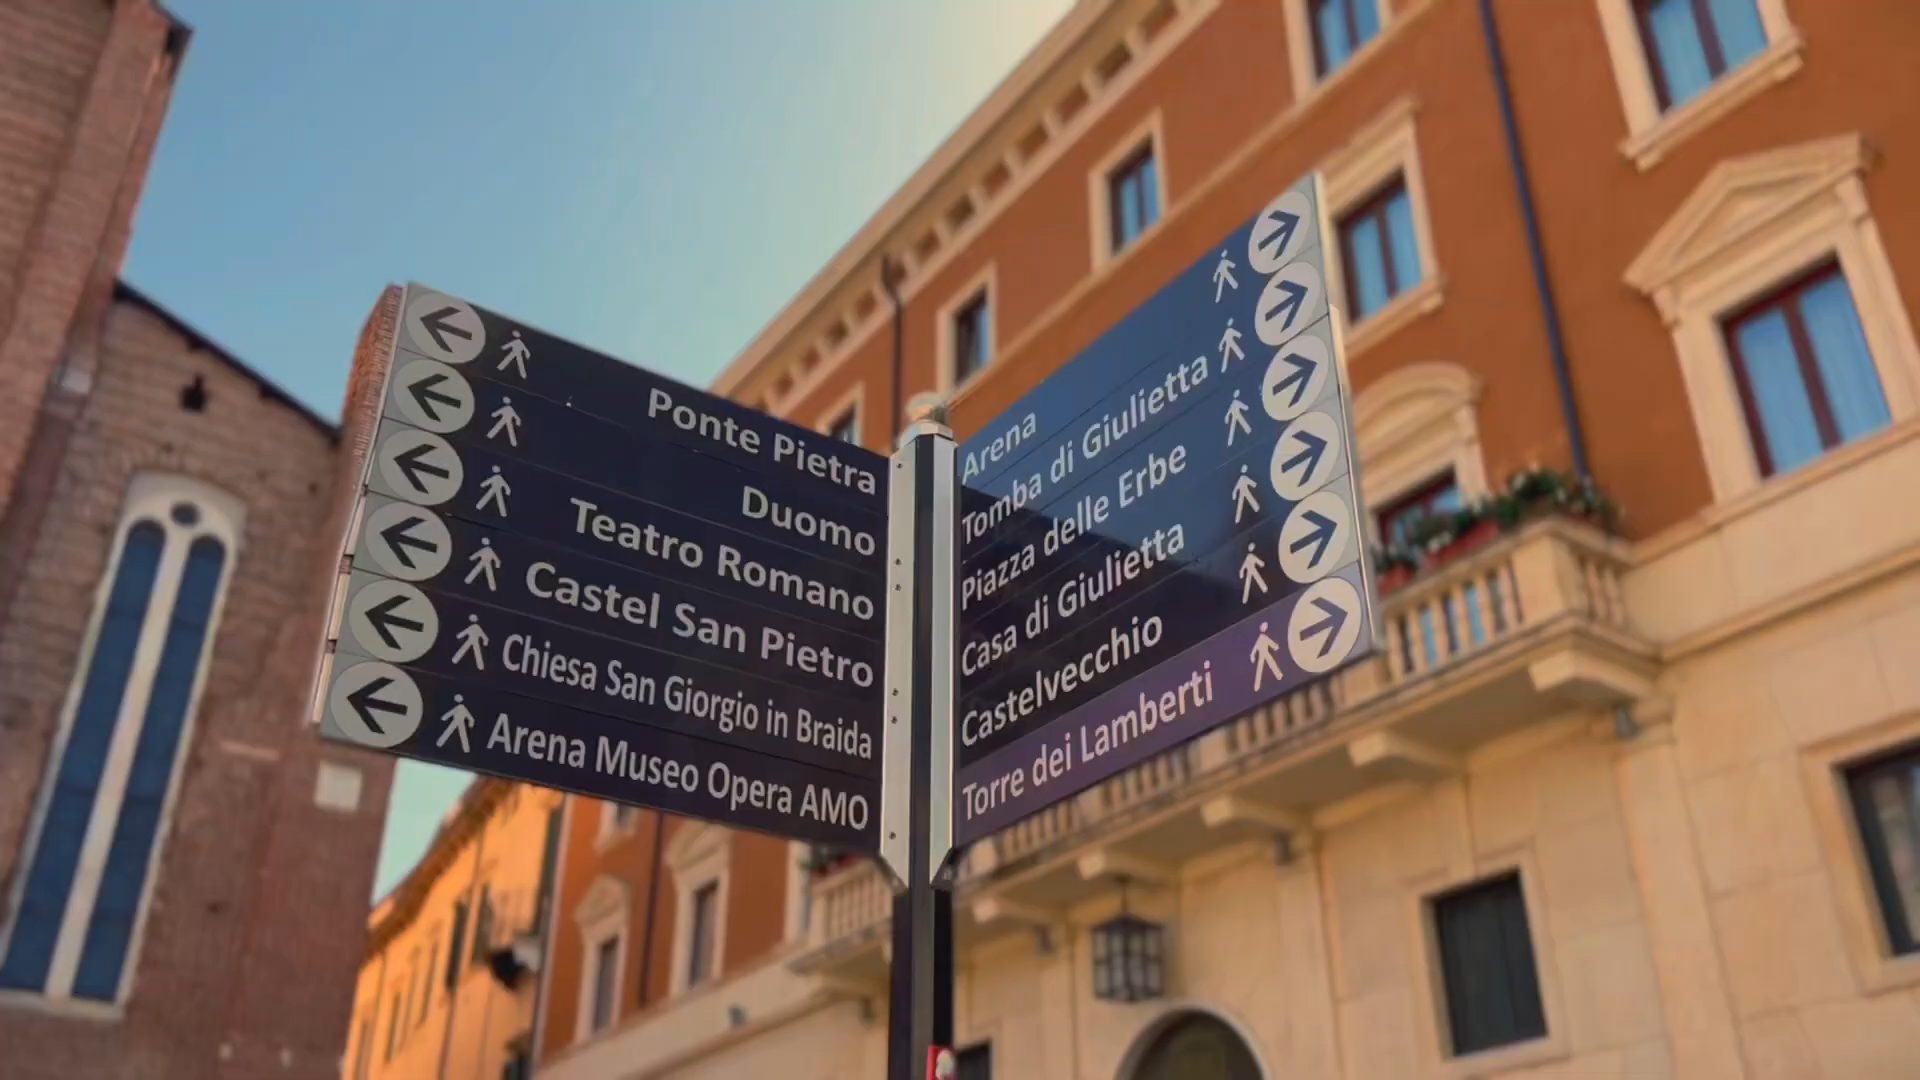 Ponte Pietra
Duomo
Teatro Romano
Castel San Pietro
Chiesa San Giorgio in Braida
Arena Museo Opera AMO
Arena
Tomba di Giulietta
Piazza delle Erbe
Casa di Giulietta
Castelvecchio
Torre dei Lamberti